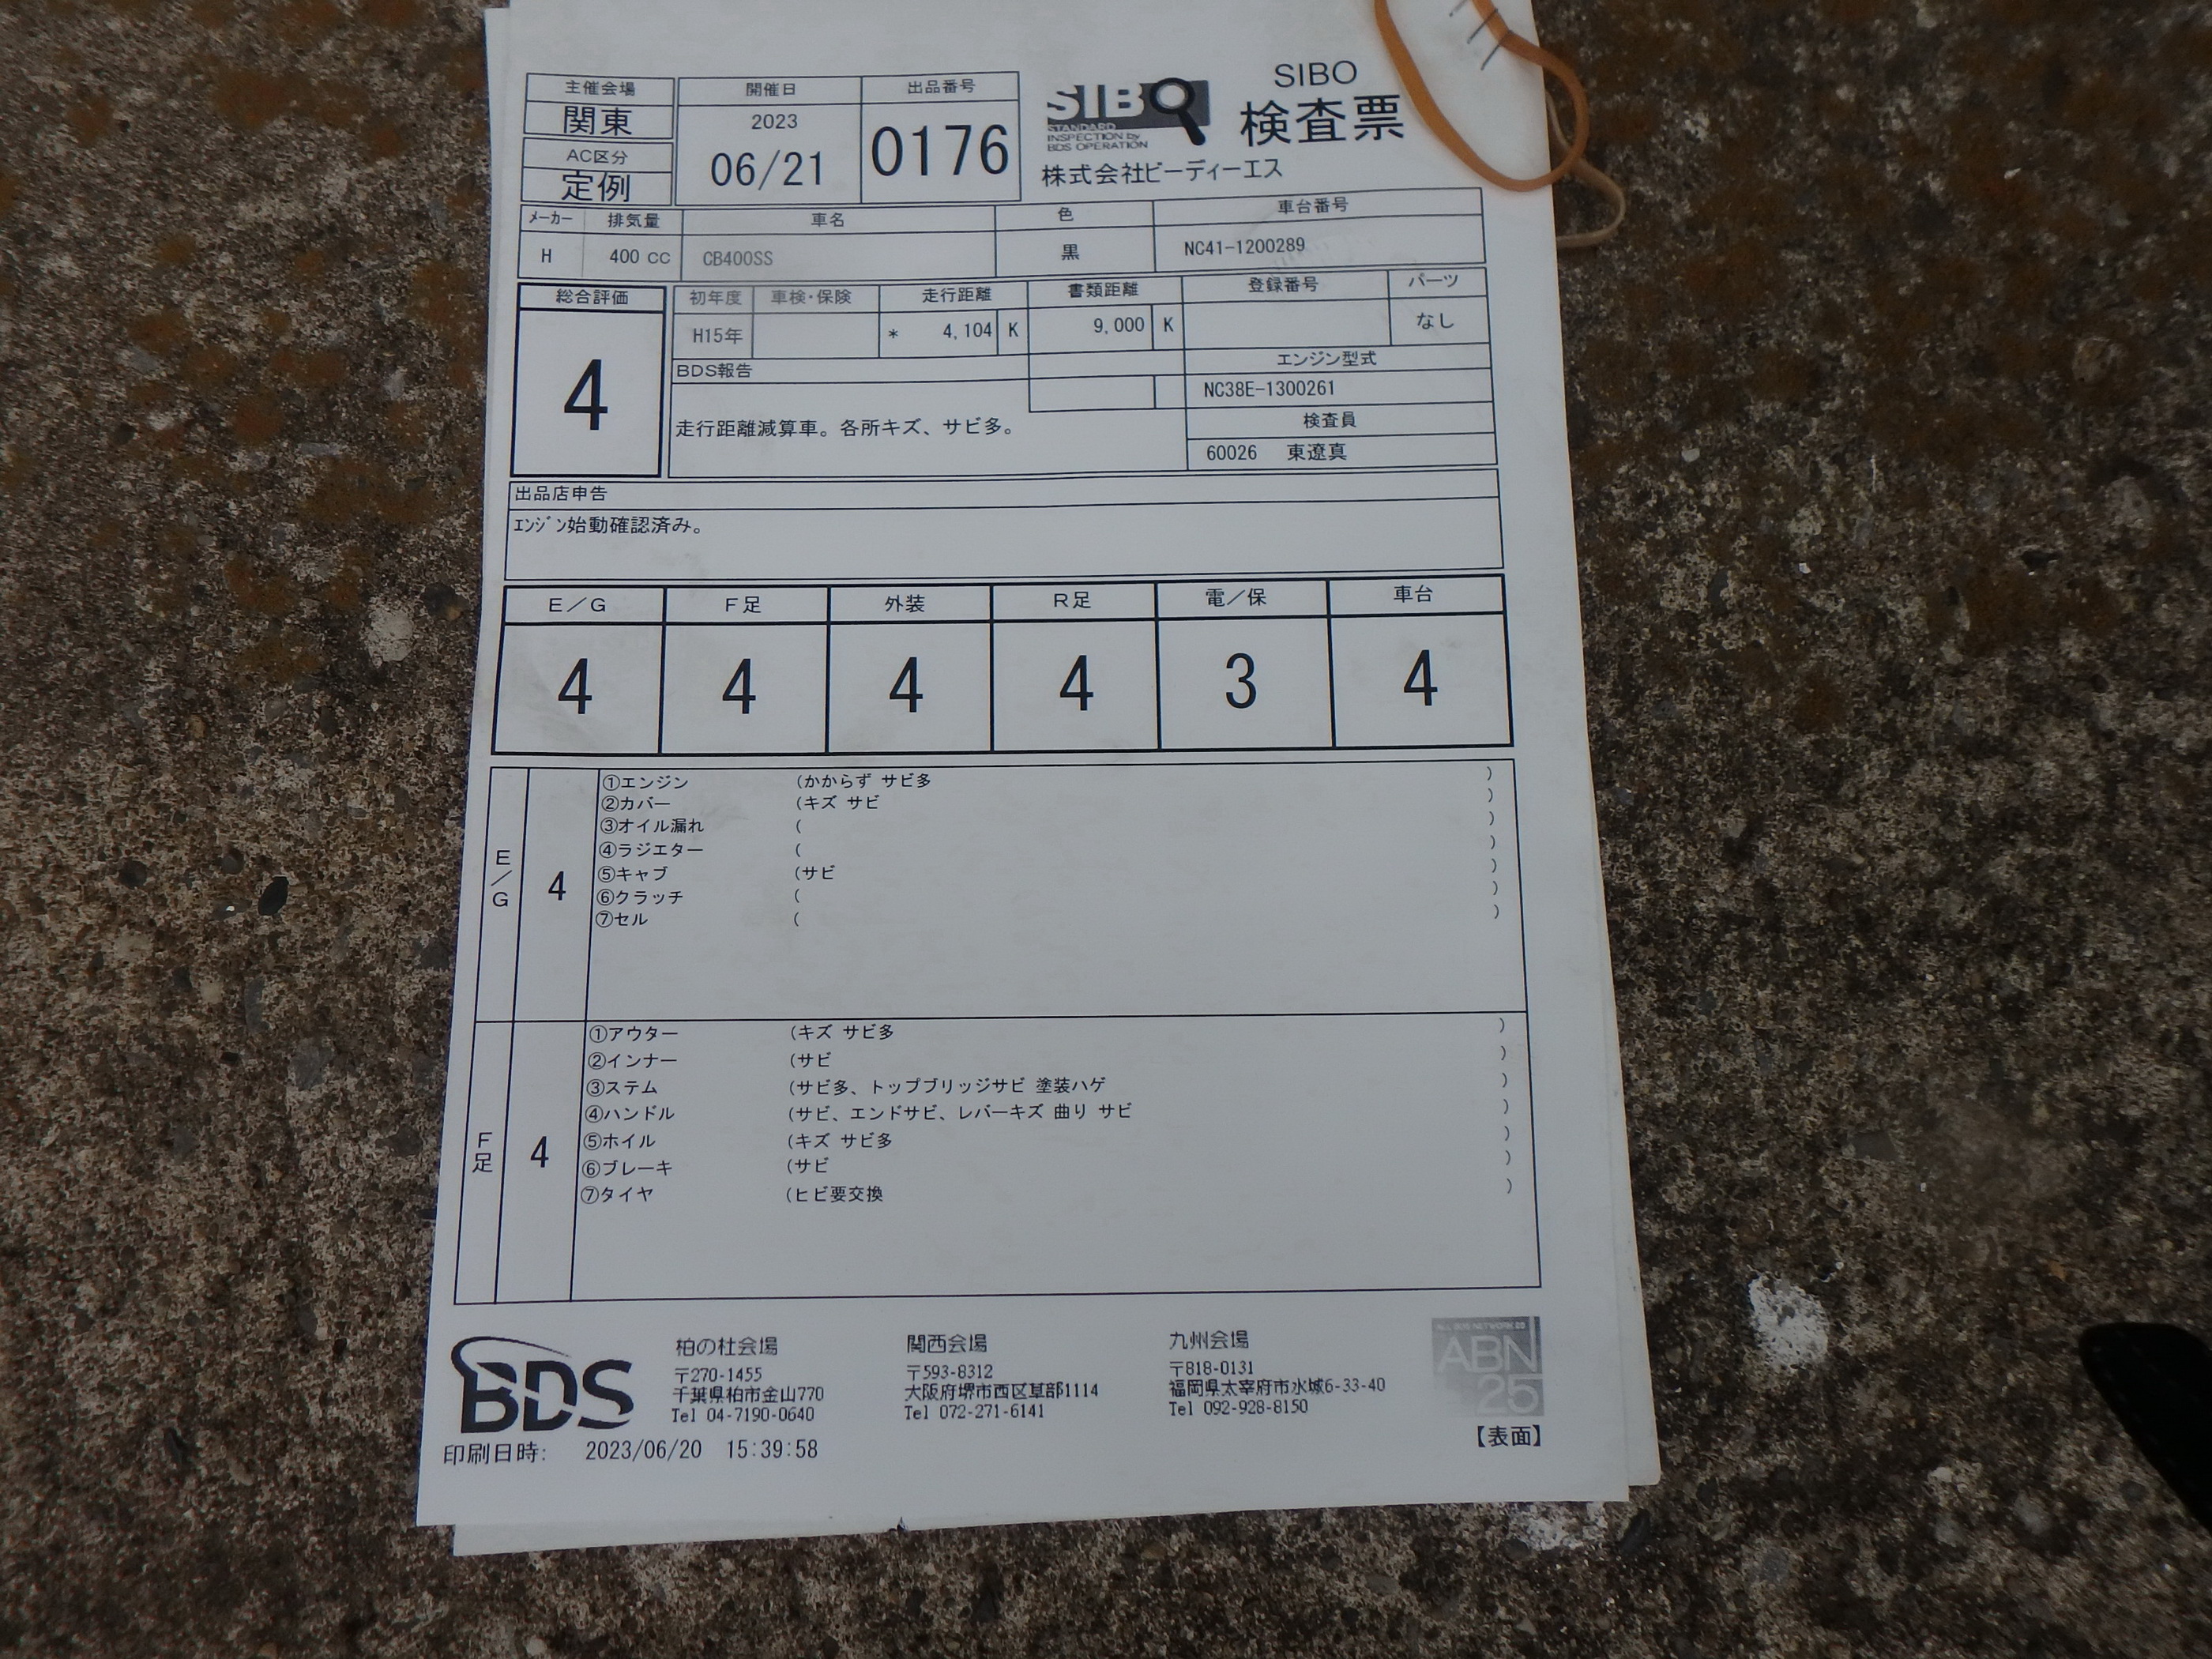 主催会場 開催日 出品番号
関東 2023 06/21 0176
AC区分
定例
SIBO
STANDARD
INSPECTION by
BDS OPERATION
SIBO
検査票
株式会社ビーディーエス
メーカー 排気量 車名 色 車台番号
H 400 cc CB400SS 黒 NC41-1200289
総合評価 初年度 車検・保険 走行距離 書類距離 登録番号 パーツ
4 H15年 * 4,104 K 9,000 K なし
BDS報告 エンジン型式
NC38E-1300261
走行距離減算車。各所キズ、サビ多。 検査員
60026 東遼真
出品店申告
エンジン始動確認済み。
E／G F足 外装 R足 電／保 車台
4 4 4 4 3 4
E／G 4
①エンジン (かからず サビ多 )
②カバー (キズ サビ )
③オイル漏れ ( )
④ラジエター ( )
⑤キャブ (サビ )
⑥クラッチ ( )
⑦セル ( )
F足 4
①アウター (キズ サビ多 )
②インナー (サビ )
③ステム (サビ多、トップブリッジサビ 塗装ハゲ )
④ハンドル (サビ、エンドサビ、レバーキズ 曲り サビ )
⑤ホイル (キズ サビ多 )
⑥ブレーキ (サビ )
⑦タイヤ (ヒビ要交換 )
BDS
柏の杜会場
〒270-1455
千葉県柏市金山770
Tel 04-7190-0640
関西会場
〒593-8312
大阪府堺市西区草部1114
Tel 072-271-6141
九州会場
〒818-0131
福岡県太宰府市水城6-33-40
Tel 092-928-8150
ABN
25
【表面】
印刷日時: 2023/06/20 15:39:58